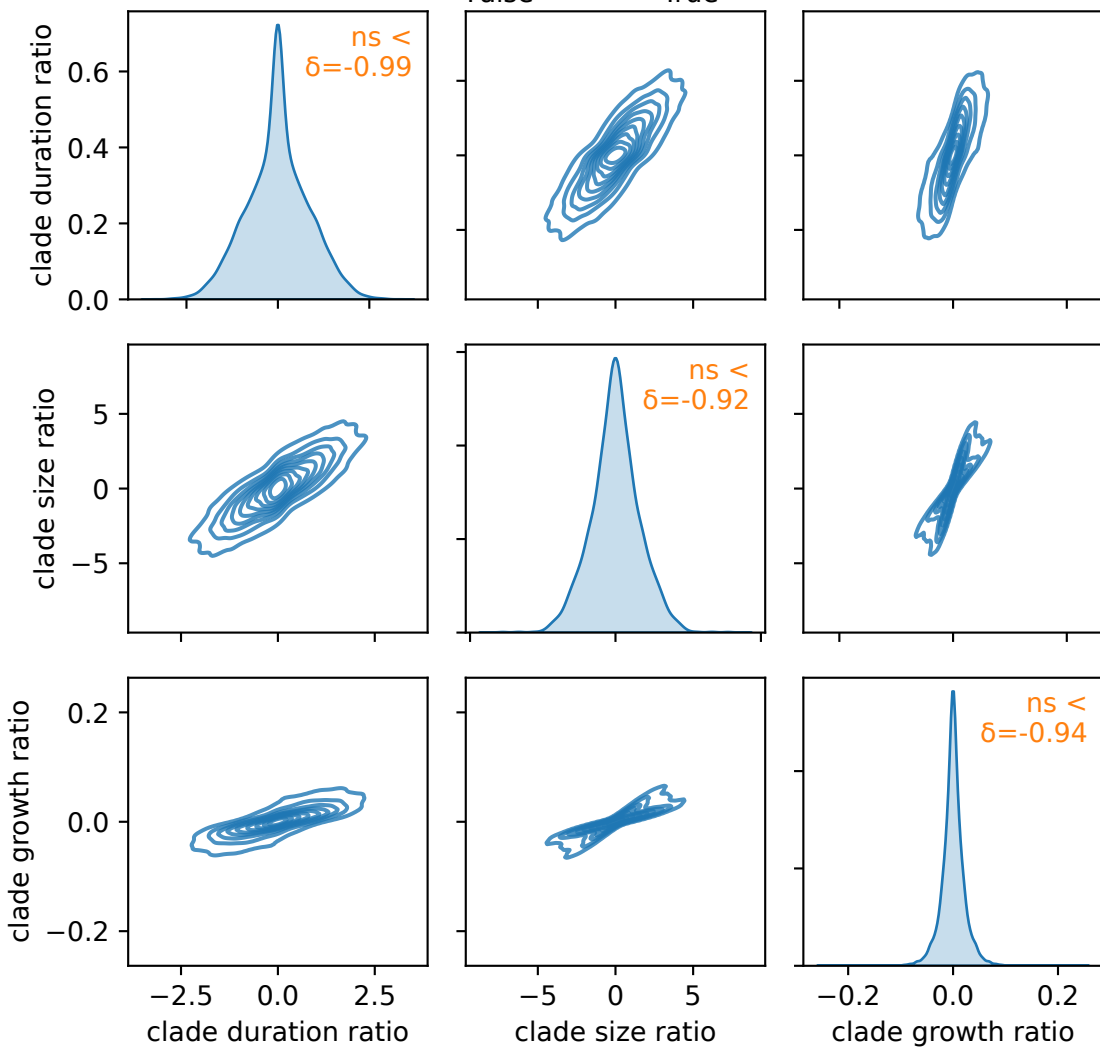 ns <
δ=-0.99
clade duration ratio
0.6
0.4
0.2
0.0
ns <
δ=-0.92
clade size ratio
5
0
−5
ns <
δ=-0.94
clade growth ratio
0.2
0.0
−0.2
−2.5 0.0 2.5
−5 0 5
−0.2 0.0 0.2
clade duration ratio
clade size ratio
clade growth ratio